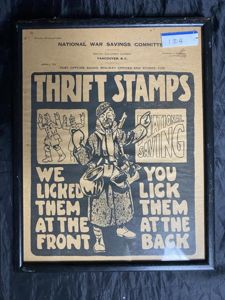 NATIONAL WAR SAVINGS COMMITTEE
VANCOUVER, B.C.
THRIFT STAMPS
NATIONAL
SAVING
WE
LICKED
THEM
AT THE
FRONT
YOU
LICK
THEM
AT THE
BACK